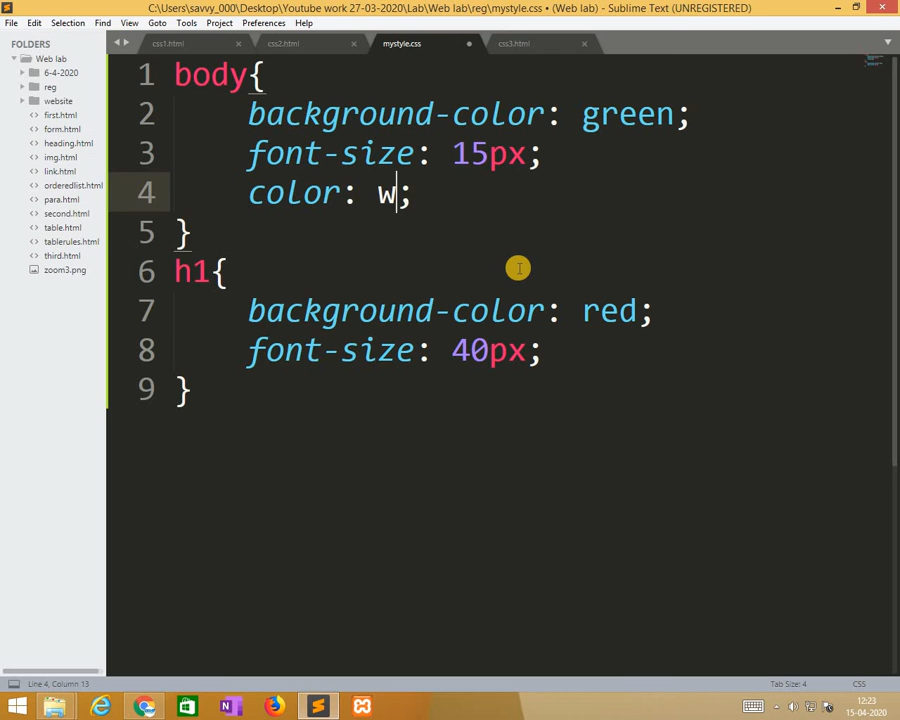 C:\Users\savvy_000\Desktop\Youtube work 27-03-2020\Lab\Web lab\reg\mystyle.css • (Web lab) - Sublime Text (UNREGISTERED)
File Edit Selection Find View Goto Tools Project Preferences Help
FOLDERS
Web lab
6-4-2020
reg
website
first.html
form.html
heading.html
img.html
link.html
orderedlist.html
para.html
second.html
table.html
tablerules.html
third.html
zoom3.png
css1.html css2.html mystyle.css css3.html
1 body{
2 background-color: green;
3 font-size: 15px;
4 color: w;
5 }
6 h1{
7 background-color: red;
8 font-size: 40px;
9 }
Line 4, Column 13 Tab Size: 4 CSS
12:23
15-04-2020